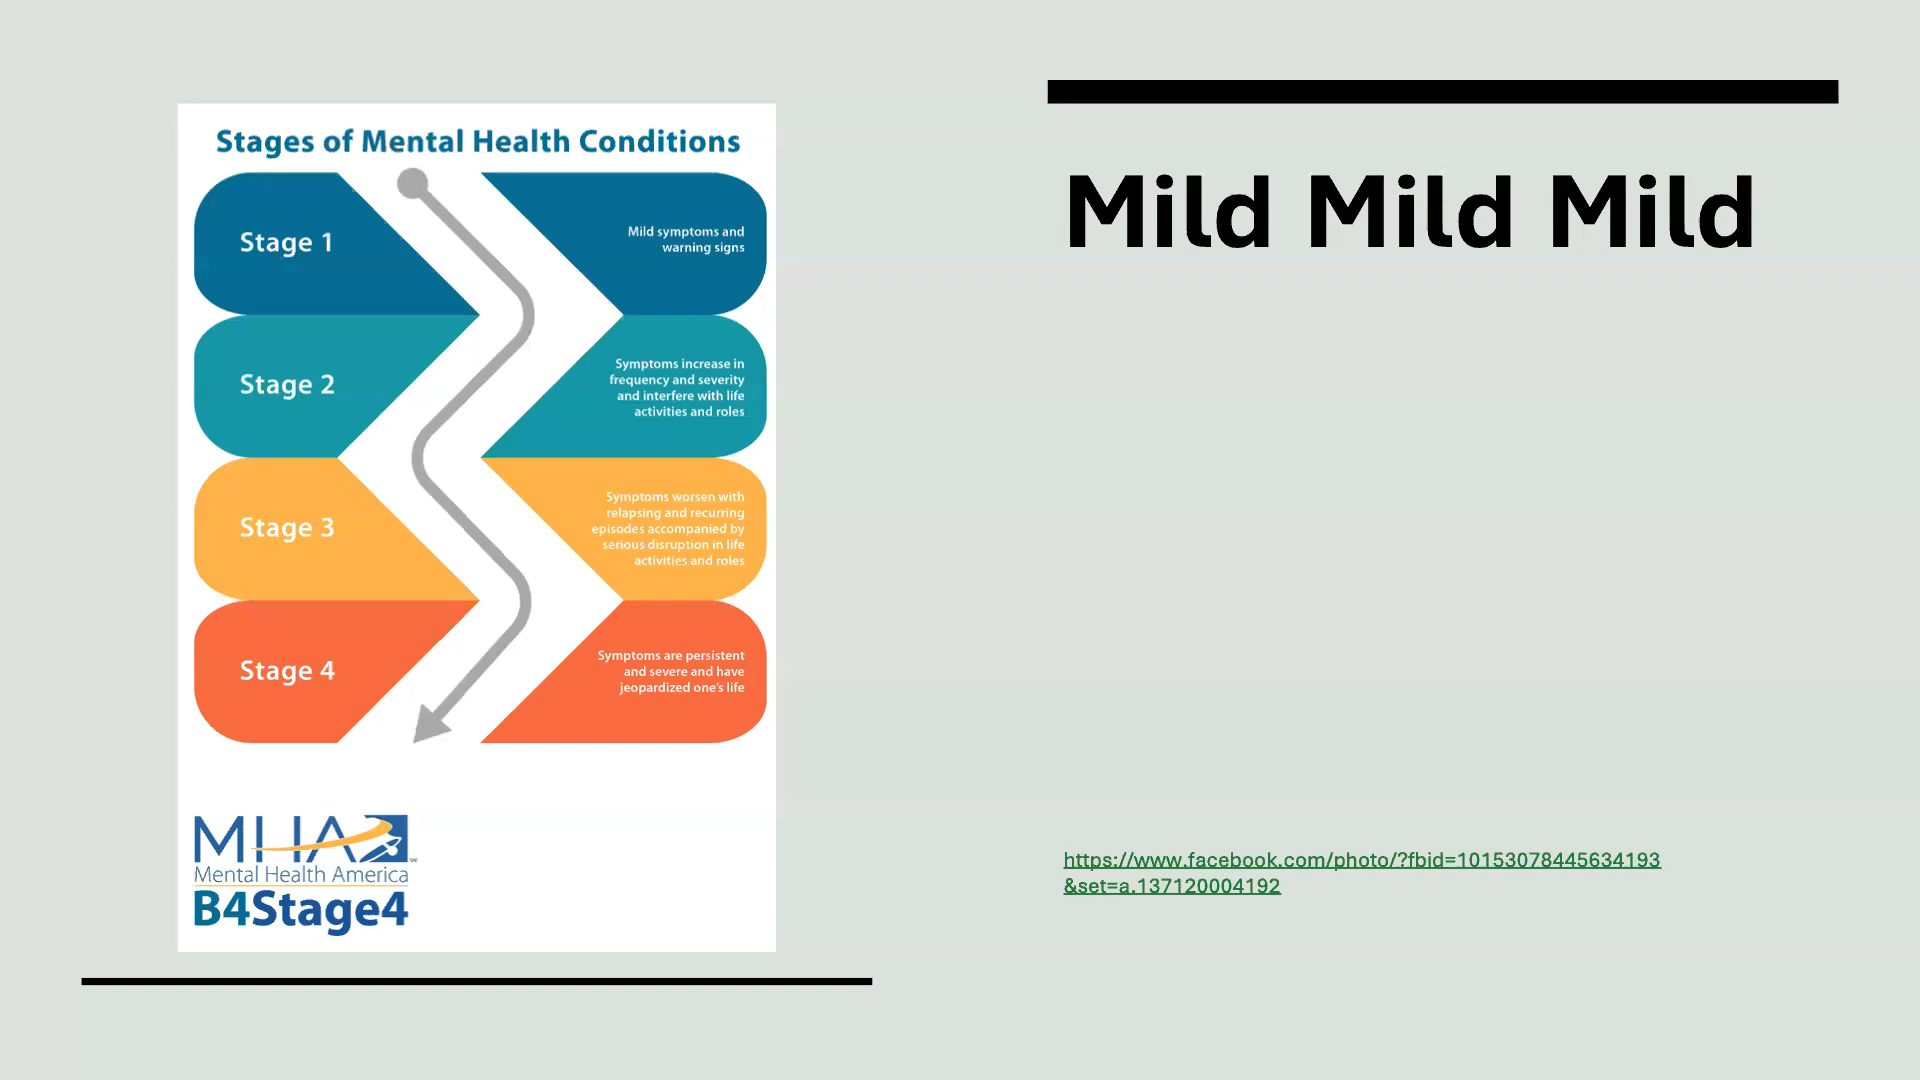 Stages of Mental Health Conditions
Stage 1
Mild symptoms and
warning signs
Stage 2
Symptoms increase in
frequency and severity
and interfere with life
activities and roles
Stage 3
Symptoms worsen with
relapsing and recurring
episodes accompanied by
serious disruption in life
activities and roles
Stage 4
Symptoms are persistent
and severe and have
jeopardized one's life
MHA
Mental Health America
B4Stage4
Mild Mild Mild
https://www.facebook.com/photo/?fbid=10153078445634193
&set=a.137120004192